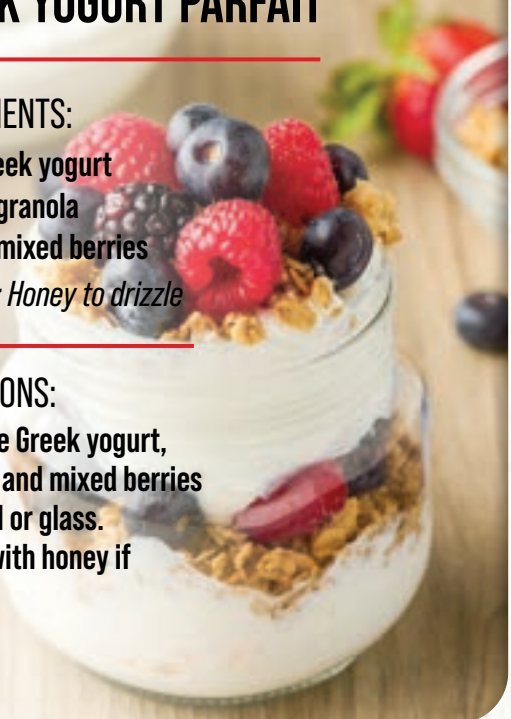 K YOGURT PARFAIT
IENTS:
eek yogurt
granola
mixed berries
: Honey to drizzle
ONS:
e Greek yogurt,
and mixed berries
l or glass.
with honey if